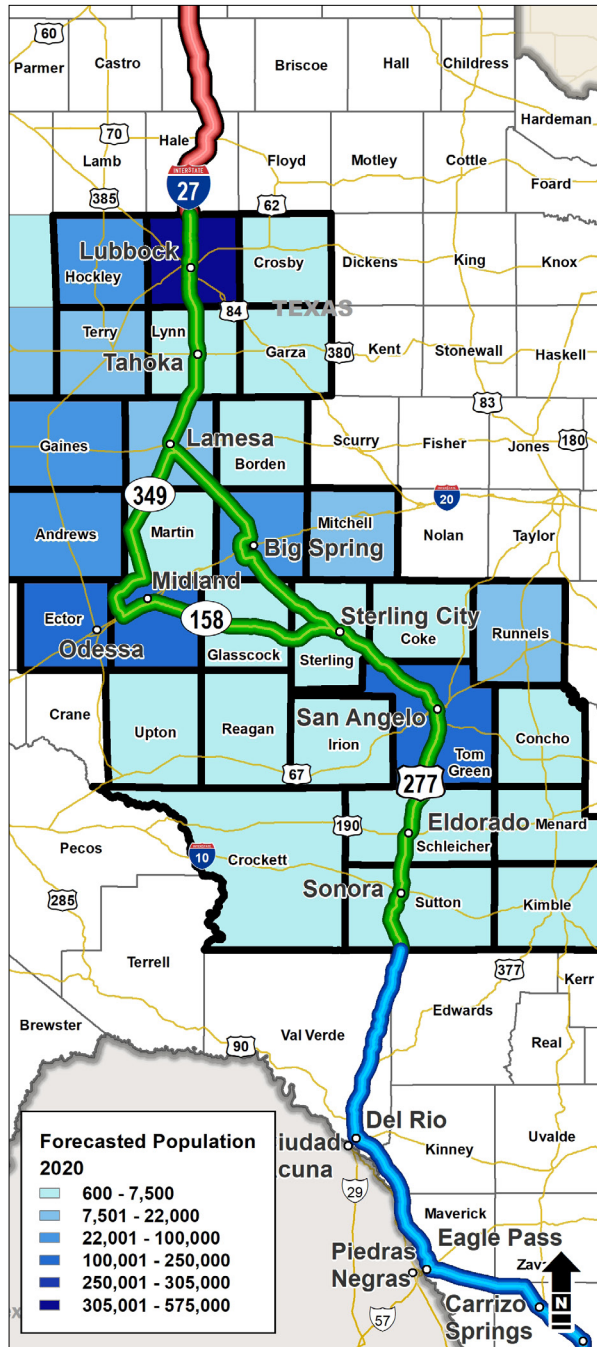 60
Parmer
Castro
Briscoe
Hall
Childress
Hardeman
70
Hale
Lamb
Floyd
Motley
Cottle
Foard
385
INTERSTATE
27
62
Lubbock
Hockley
Crosby
Dickens
King
Knox
84
TEXAS
Terry
Lynn
Tahoka
Garza
380
Kent
Stonewall
Haskell
83
Gaines
Lamesa
Borden
Scurry
Fisher
Jones
180
349
20
Andrews
Martin
Mitchell
Big Spring
Nolan
Taylor
Midland
Ector
Odessa
158
Glasscock
Sterling City
Sterling
Coke
Runnels
Crane
Upton
Reagan
San Angelo
Irion
Tom
Green
Concho
67
277
190
Eldorado
Schleicher
Menard
Pecos
10
Crockett
Sonora
Sutton
Kimble
285
Terrell
377
Kerr
Edwards
Real
Brewster
90
Val Verde
Del Rio
iudad
cuna
Kinney
Uvalde
29
Maverick
Eagle Pass
Piedras
Negras
Zava
Carrizo
Springs
N
57
Forecasted Population
2020
600 - 7,500
7,501 - 22,000
22,001 - 100,000
100,001 - 250,000
250,001 - 305,000
305,001 - 575,000